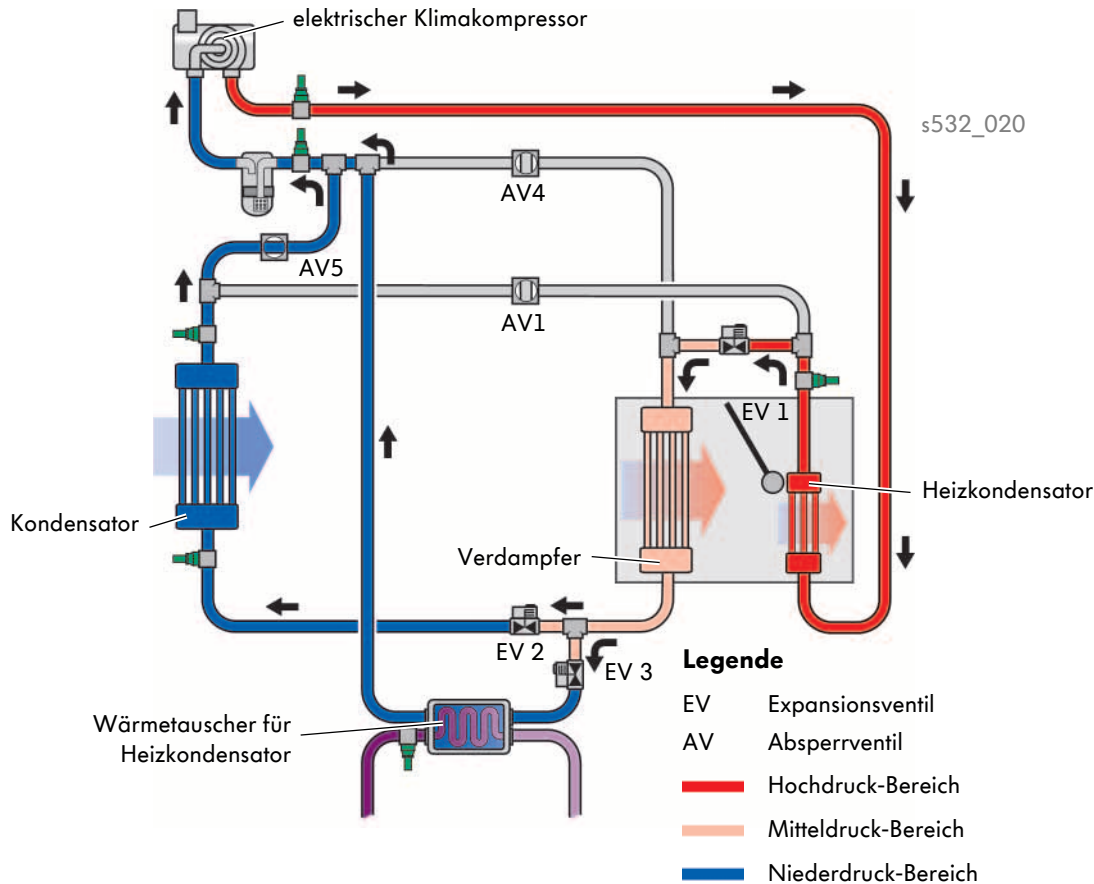 elektrischer Klimakompressor
s532_020
AV4
AV5
AV1
EV 1
Heizkondensator
Kondensator
Verdampfer
EV 2
EV 3
Wärmetauscher für
Heizkondensator
Legende
EV Expansionsventil
AV Absperrventil
Hochdruck-Bereich
Mitteldruck-Bereich
Niederdruck-Bereich